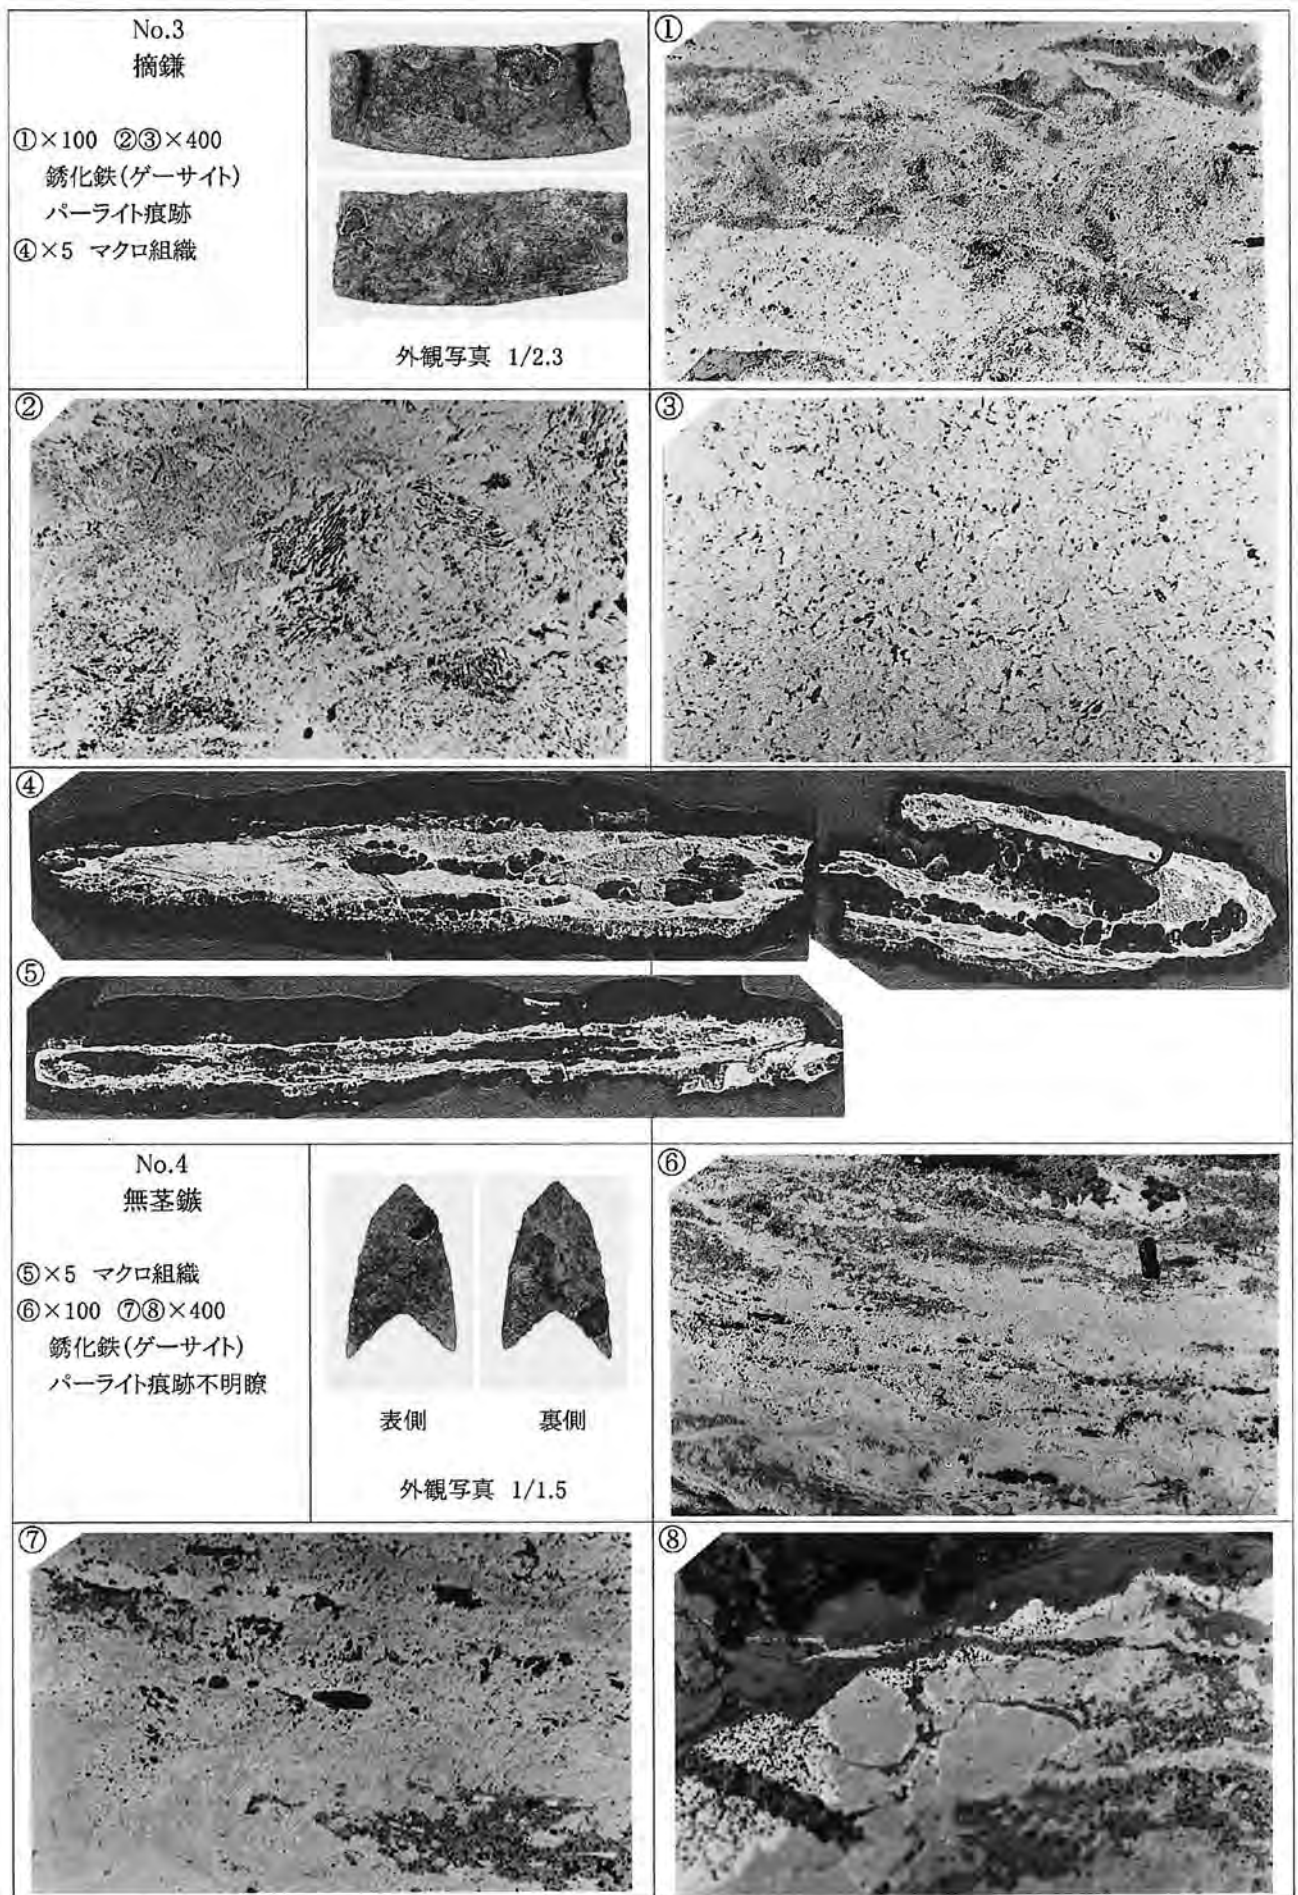 No.3
摘鎌
①×100 ②③×400
銹化鉄(ゲーサイト)
パーライト痕跡
④×5 マクロ組織
外観写真 1/2.3
①
②
③
④
⑤
No.4
無茎鏃
⑤×5 マクロ組織
⑥×100 ⑦⑧×400
銹化鉄(ゲーサイト)
パーライト痕跡不明瞭
表側 裏側
外観写真 1/1.5
⑥
⑦
⑧